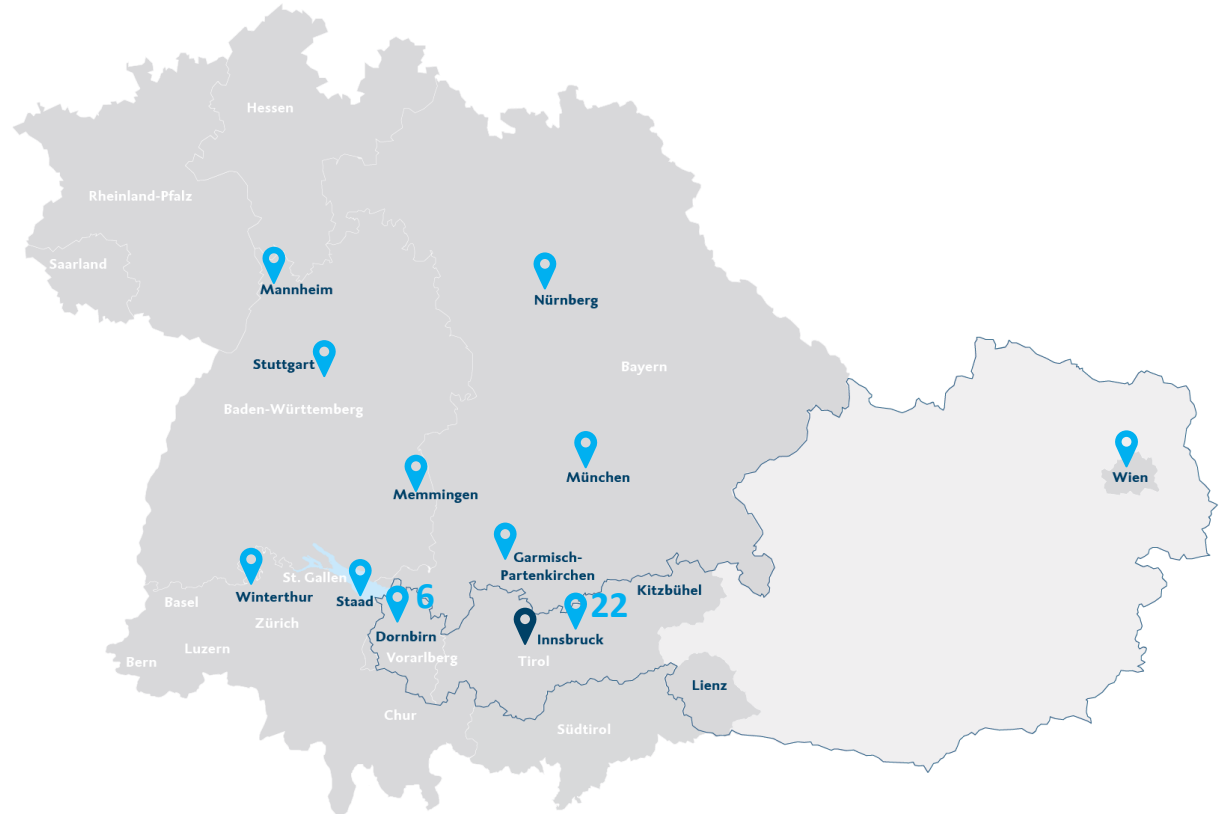 Hessen
Rheinland-Pfalz
Saarland
Mannheim
Nürnberg
Stuttgart
Bayern
Baden-Württemberg
München
Wien
Memmingen
Garmisch-
Partenkirchen
St. Gallen
Kitzbühel
Winterthur
Staad
6
22
Basel
Zürich
Dornbirn
Innsbruck
Luzern
Bern
Vorarlberg
Tirol
Lienz
Chur
Südtirol